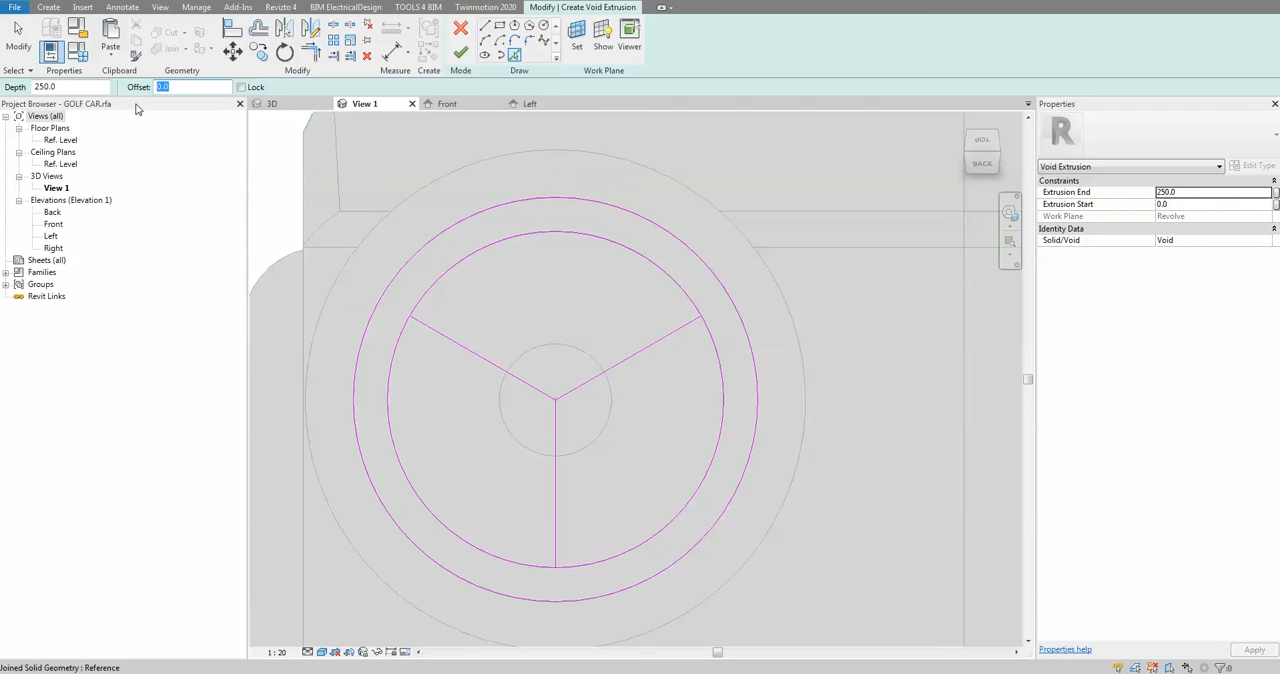 File Create Insert Annotate View Manage Add-Ins Revizto 4 BIM ElectricalDesign TOOLS 4 BIM Twinmotion 2020 Modify | Create Void Extrusion
Modify
Paste
Cut
Join
Set Show Viewer
Select Properties Clipboard Geometry Modify Measure Create Mode Draw Work Plane
Depth 250.0 Offset: 0.0 Lock
Project Browser - GOLF CAR.rfa
3D View 1 Front Left
Properties
Views (all)
Floor Plans
Ref. Level
Ceiling Plans
Ref. Level
3D Views
View 1
Elevations (Elevation 1)
Back
Front
Left
Right
Sheets (all)
Families
Groups
Revit Links
TOP
BACK
R
Void Extrusion Edit Type
Constraints
Extrusion End 250.0
Extrusion Start 0.0
Work Plane Revolve
Identity Data
Solid/Void Void
1 : 20
Properties help Apply
Joined Solid Geometry : Reference
:0